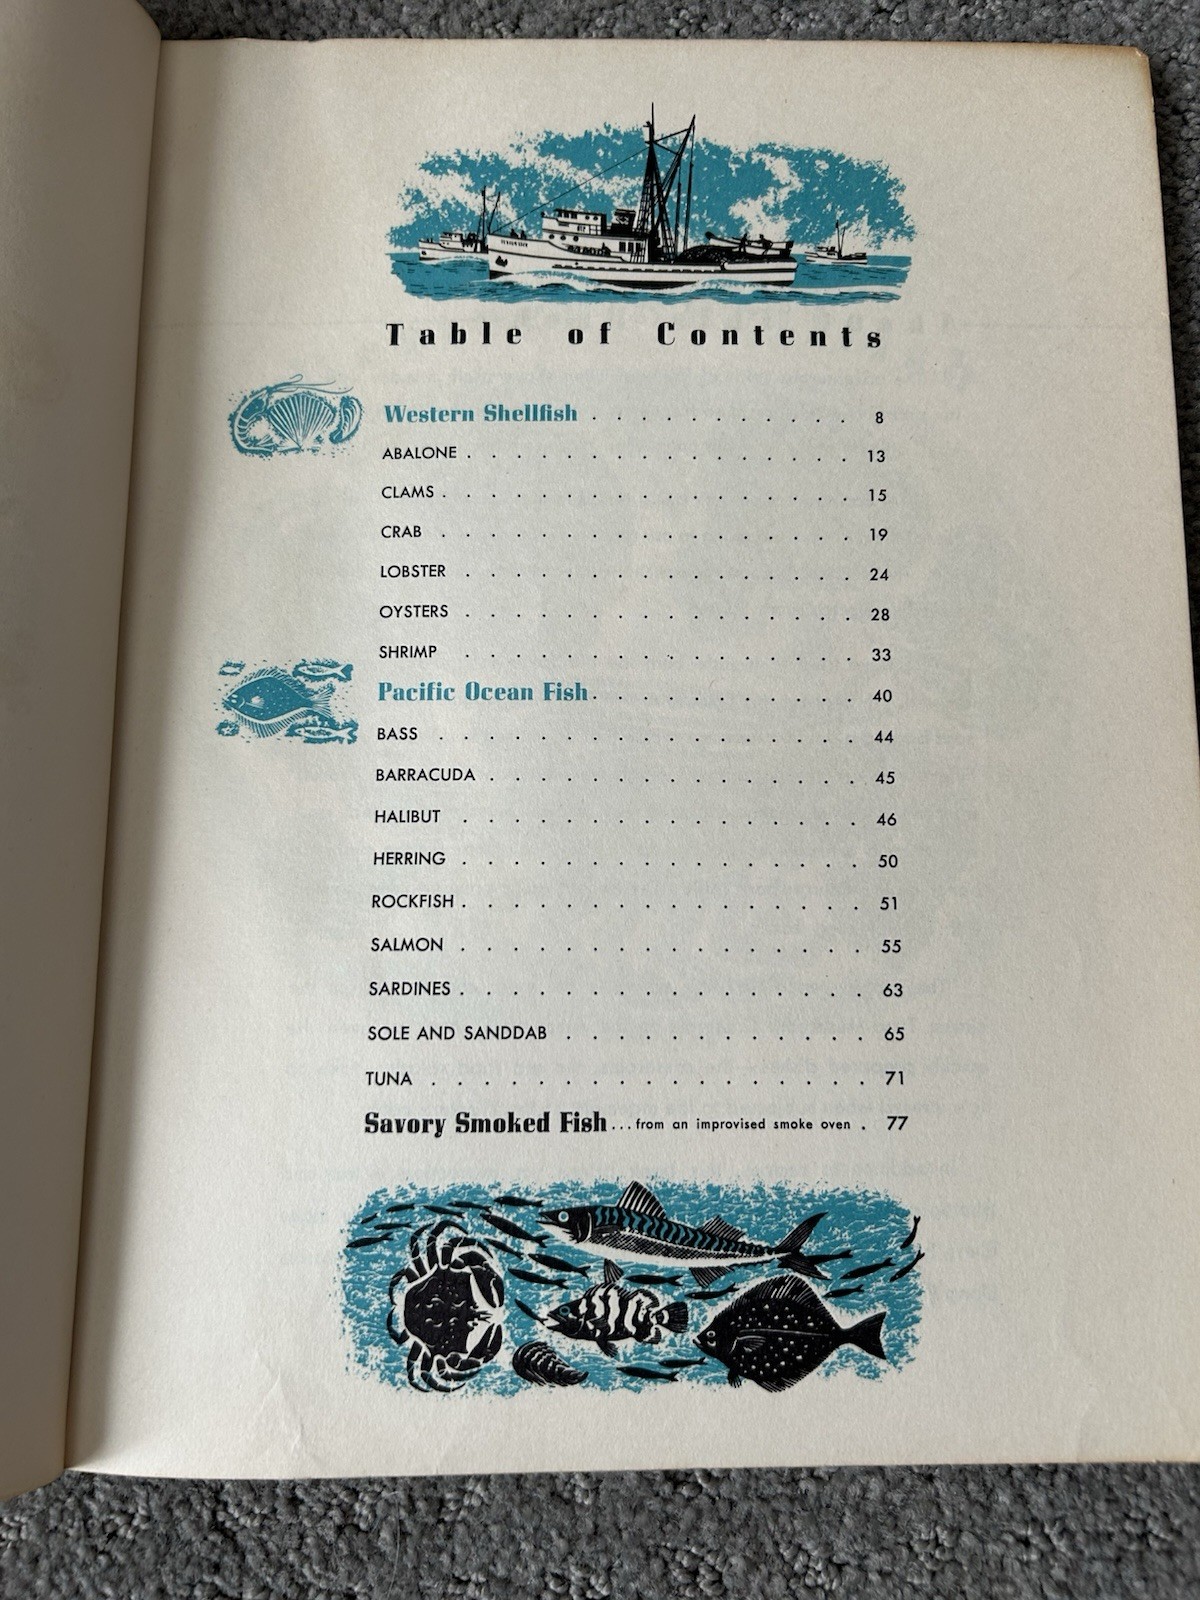 Table of Contents
Western Shellfish . . . . . . . . . . . 8
ABALONE . . . . . . . . . . . . . . . . 13
CLAMS . . . . . . . . . . . . . . . . . 15
CRAB . . . . . . . . . . . . . . . . . 19
LOBSTER . . . . . . . . . . . . . . . . 24
OYSTERS . . . . . . . . . . . . . . . . 28
SHRIMP . . . . . . . . . . . . . . . . 33
Pacific Ocean Fish . . . . . . . . . . . 40
BASS . . . . . . . . . . . . . . . . . 44
BARRACUDA . . . . . . . . . . . . . . . 45
HALIBUT . . . . . . . . . . . . . . . . 46
HERRING . . . . . . . . . . . . . . . . 50
ROCKFISH . . . . . . . . . . . . . . . . 51
SALMON . . . . . . . . . . . . . . . . 55
SARDINES . . . . . . . . . . . . . . . . 63
SOLE AND SANDDAB . . . . . . . . . . . . 65
TUNA . . . . . . . . . . . . . . . . . 71
Savory Smoked Fish ... from an improvised smoke oven . 77